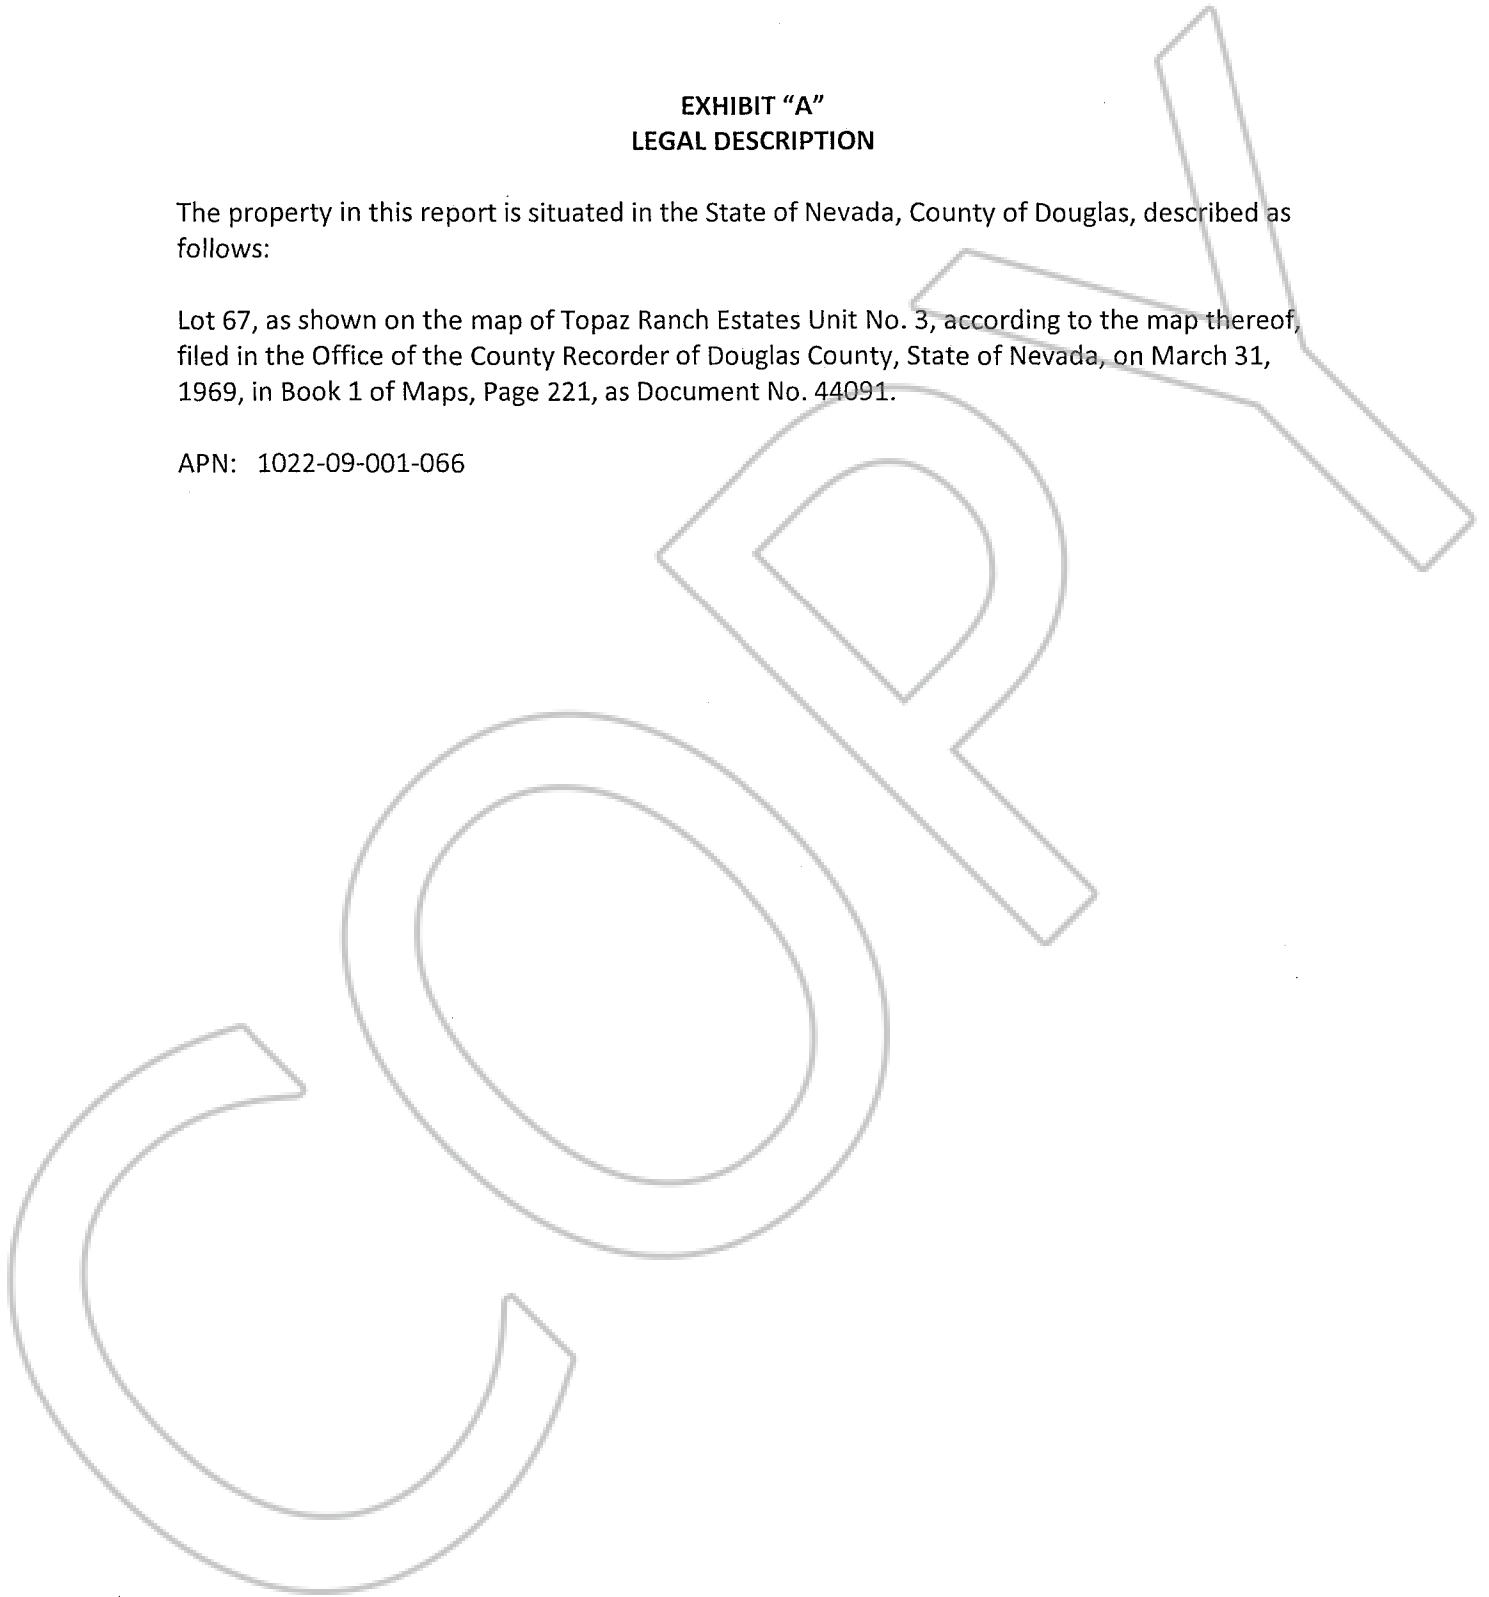 EXHIBIT “A”
LEGAL DESCRIPTION
The property in this report is situated in the State of Nevada, County of Douglas, described as
follows:
Lot 67, as shown on the map of Topaz Ranch Estates Unit No. 3, according to the map thereof,
filed in the Office of the County Recorder of Douglas County, State of Nevada, on March 31,
1969, in Book 1 of Maps, Page 221, as Document No. 44091.
APN: 1022-09-001-066
COPY